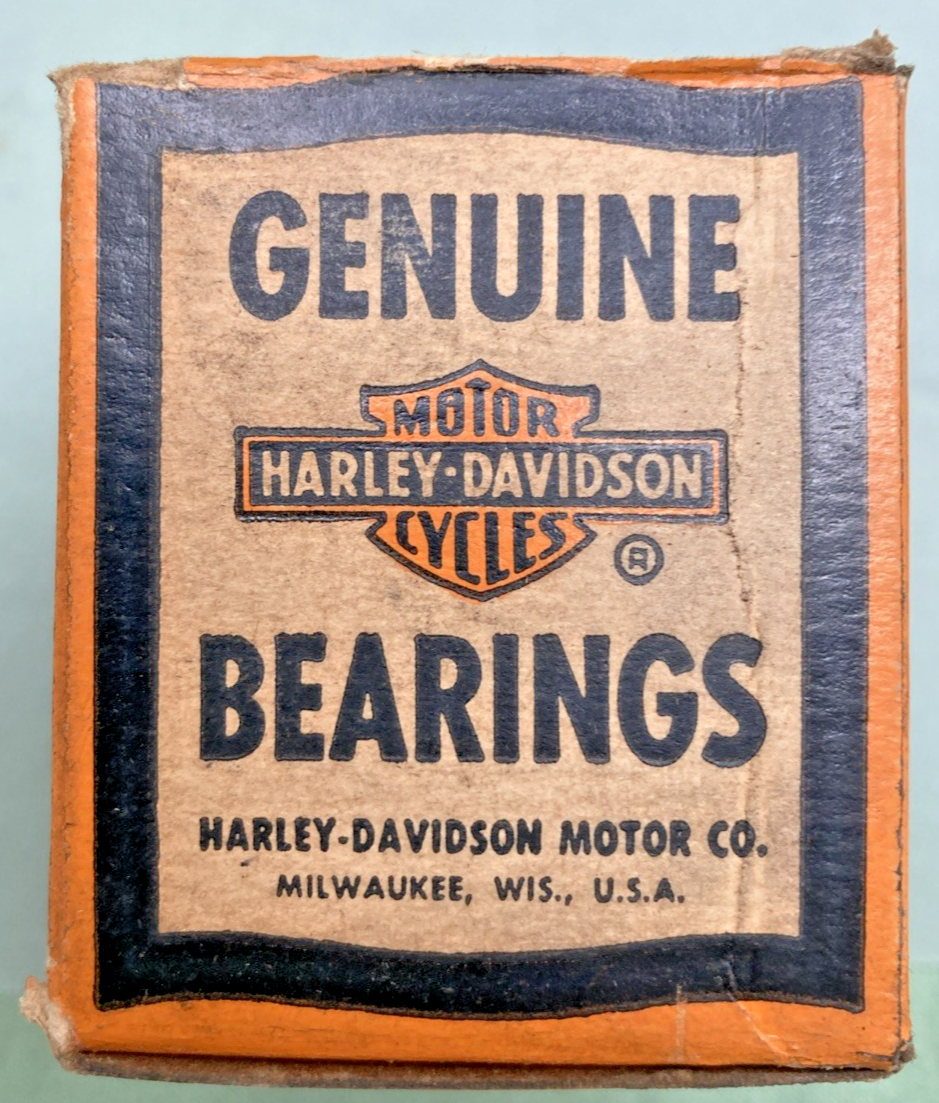 GENUINE
MOTOR
HARLEY-DAVIDSON
CYCLES
®
BEARINGS
HARLEY-DAVIDSON MOTOR CO.
MILWAUKEE, WIS., U.S.A.